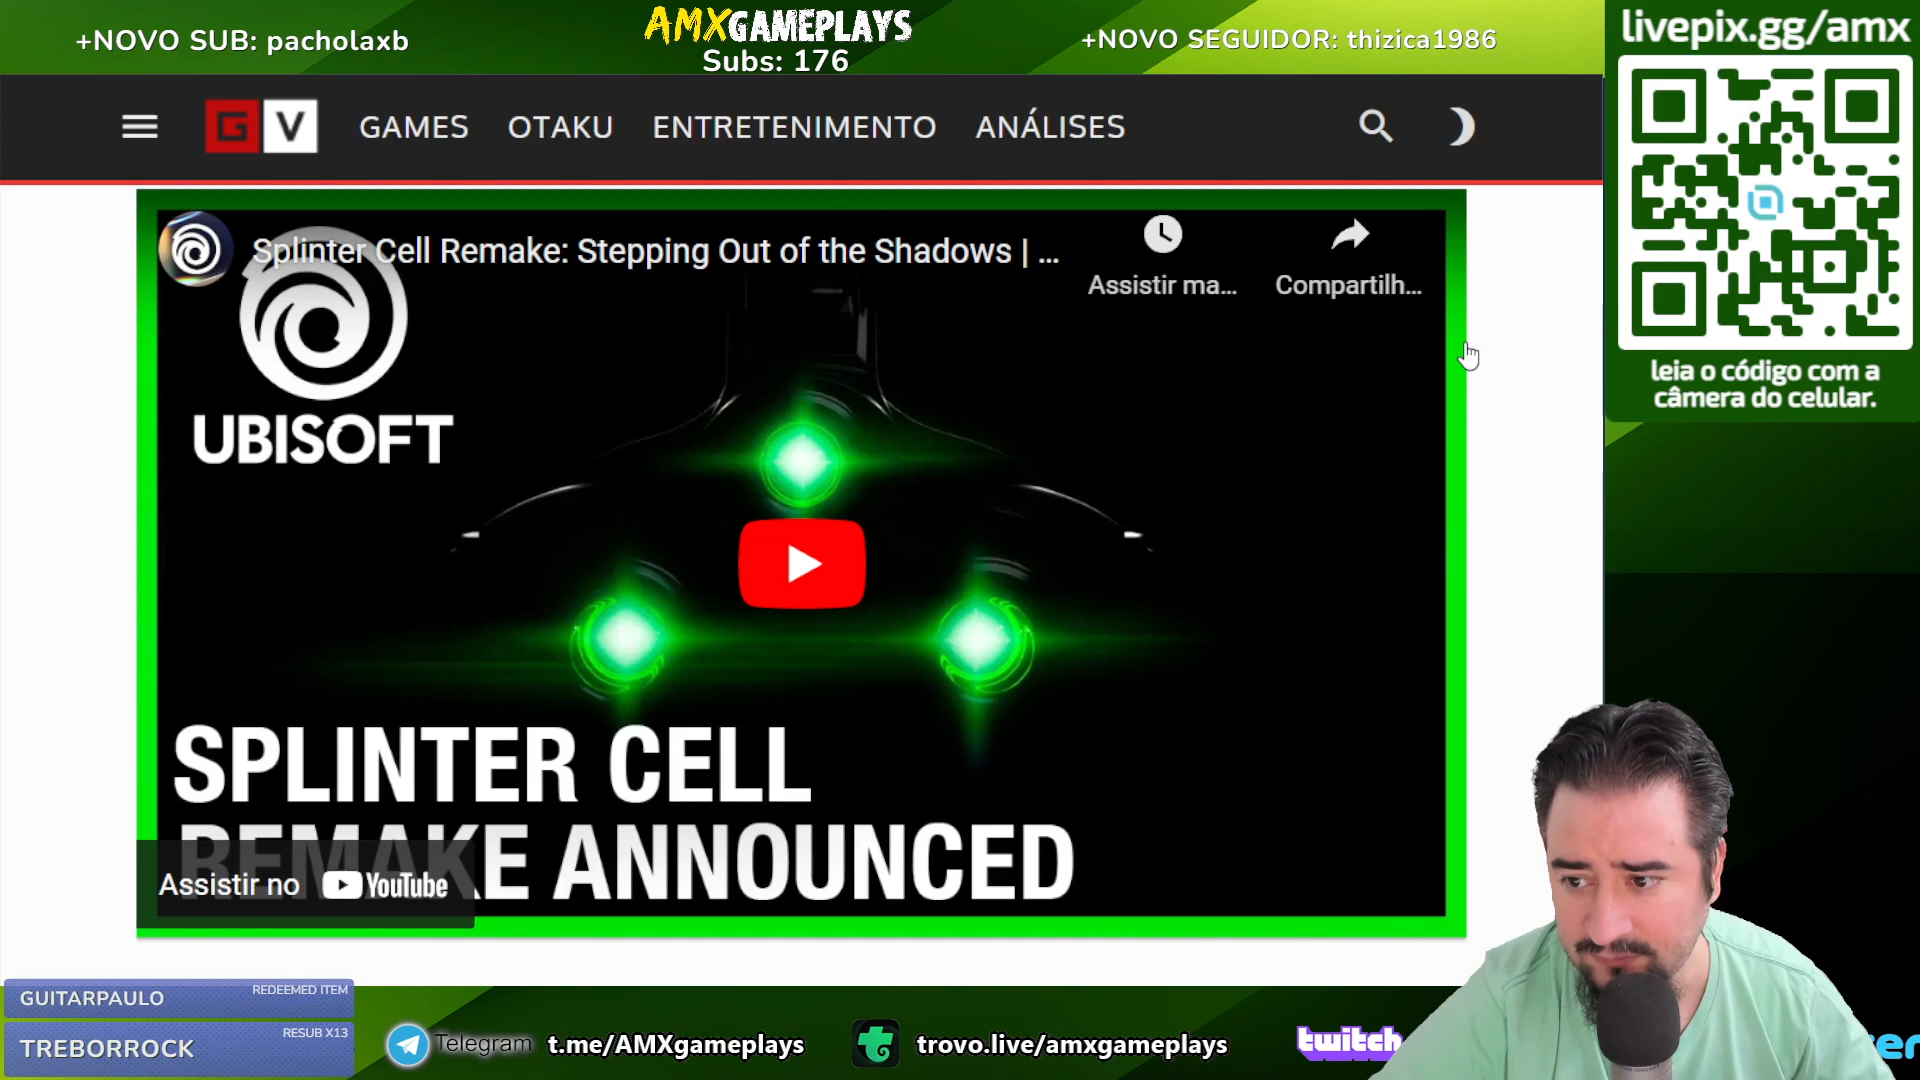 +NOVO SUB: pacholaxb
AMXGAMEPLAYS
Subs: 176
+NOVO SEGUIDOR: thizica1986
livepix.gg/amx
leia o código com a
câmera do celular.
G V
GAMES
OTAKU
ENTRETENIMENTO
ANÁLISES
Splinter Cell Remake: Stepping Out of the Shadows | ...
Assistir ma...
Compartilh...
UBISOFT
SPLINTER CELL
REMAKE ANNOUNCED
Assistir no YouTube
GUITARPAULO
REDEEMED ITEM
TREBORROCK
RESUB X13
Telegram
t.me/AMXgameplays
trovo.live/amxgameplays
twitch